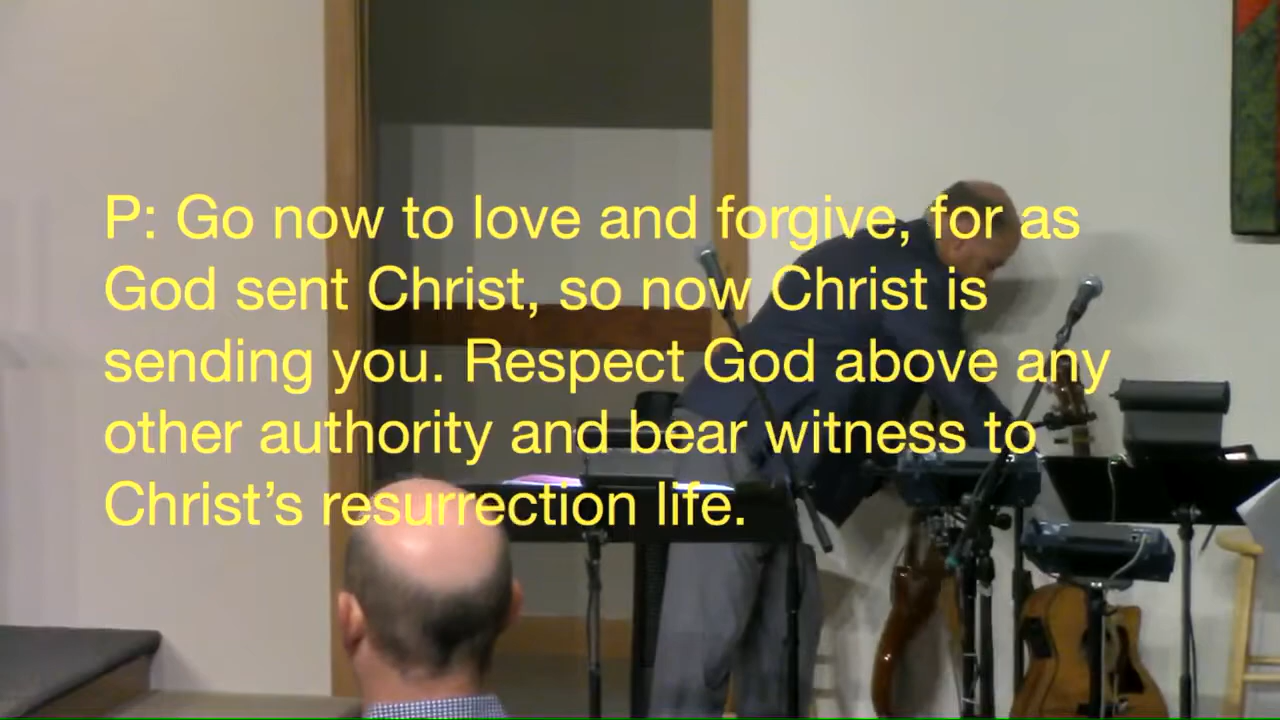 P: Go now to love and forgive, for as
God sent Christ, so now Christ is
sending you. Respect God above any
other authority and bear witness to
Christ’s resurrection life.